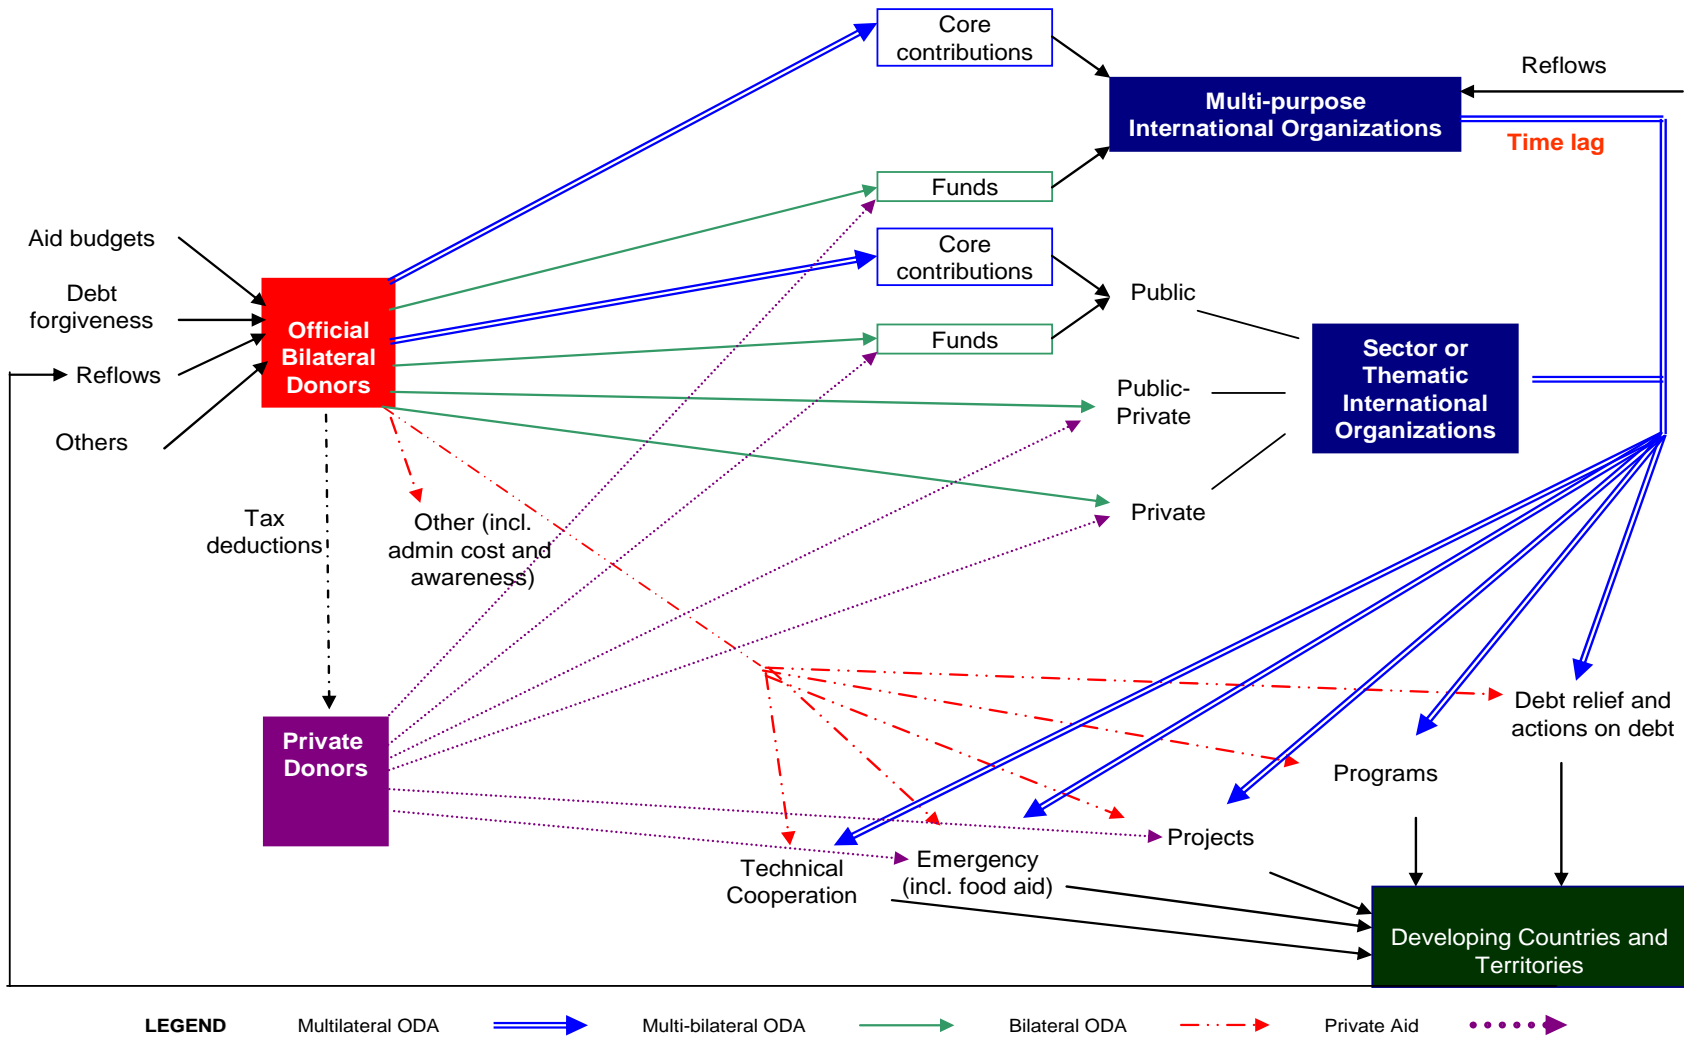 Core
contributions
Reflows
Multi-purpose
International Organizations
Time lag
Funds
Aid budgets
Core
contributions
Debt
forgiveness
Public
Official
Bilateral
Donors
Funds
Sector or
Thematic
International
Organizations
Reflows
Public-
Private
Others
Private
Tax
deductions
Other (incl.
admin cost and
awareness)
Debt relief and
actions on debt
Private
Donors
Programs
Projects
Technical
Cooperation
Emergency
(incl. food aid)
Developing Countries and
Territories
LEGEND Multilateral ODA Multi-bilateral ODA Bilateral ODA Private Aid